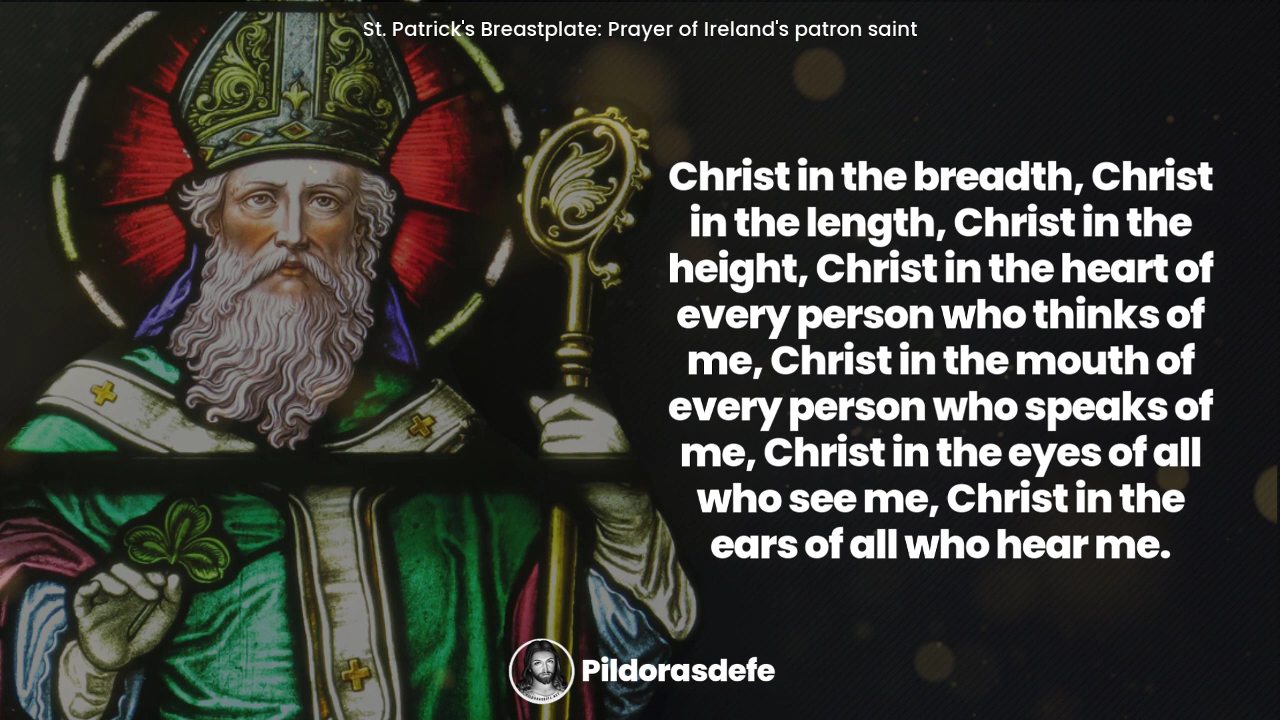 St. Patrick's Breastplate: Prayer of Ireland's patron saint
Christ in the breadth, Christ
in the length, Christ in the
height, Christ in the heart of
every person who thinks of
me, Christ in the mouth of
every person who speaks of
me, Christ in the eyes of all
who see me, Christ in the
ears of all who hear me.
Pildorasdefe